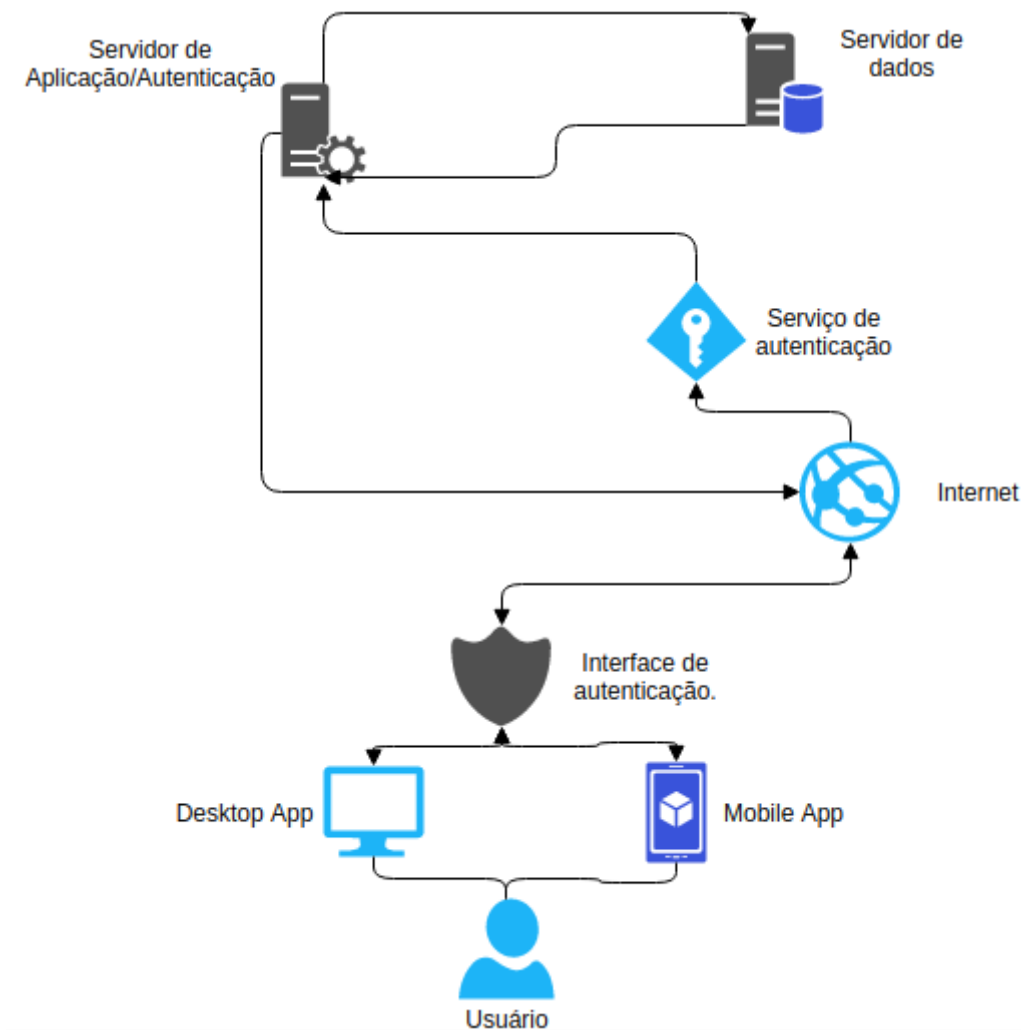 Servidor de
Aplicação/Autenticação
Servidor de
dados
Serviço de
autenticação
Internet
Interface de
autenticação.
Desktop App
Mobile App
Usuário